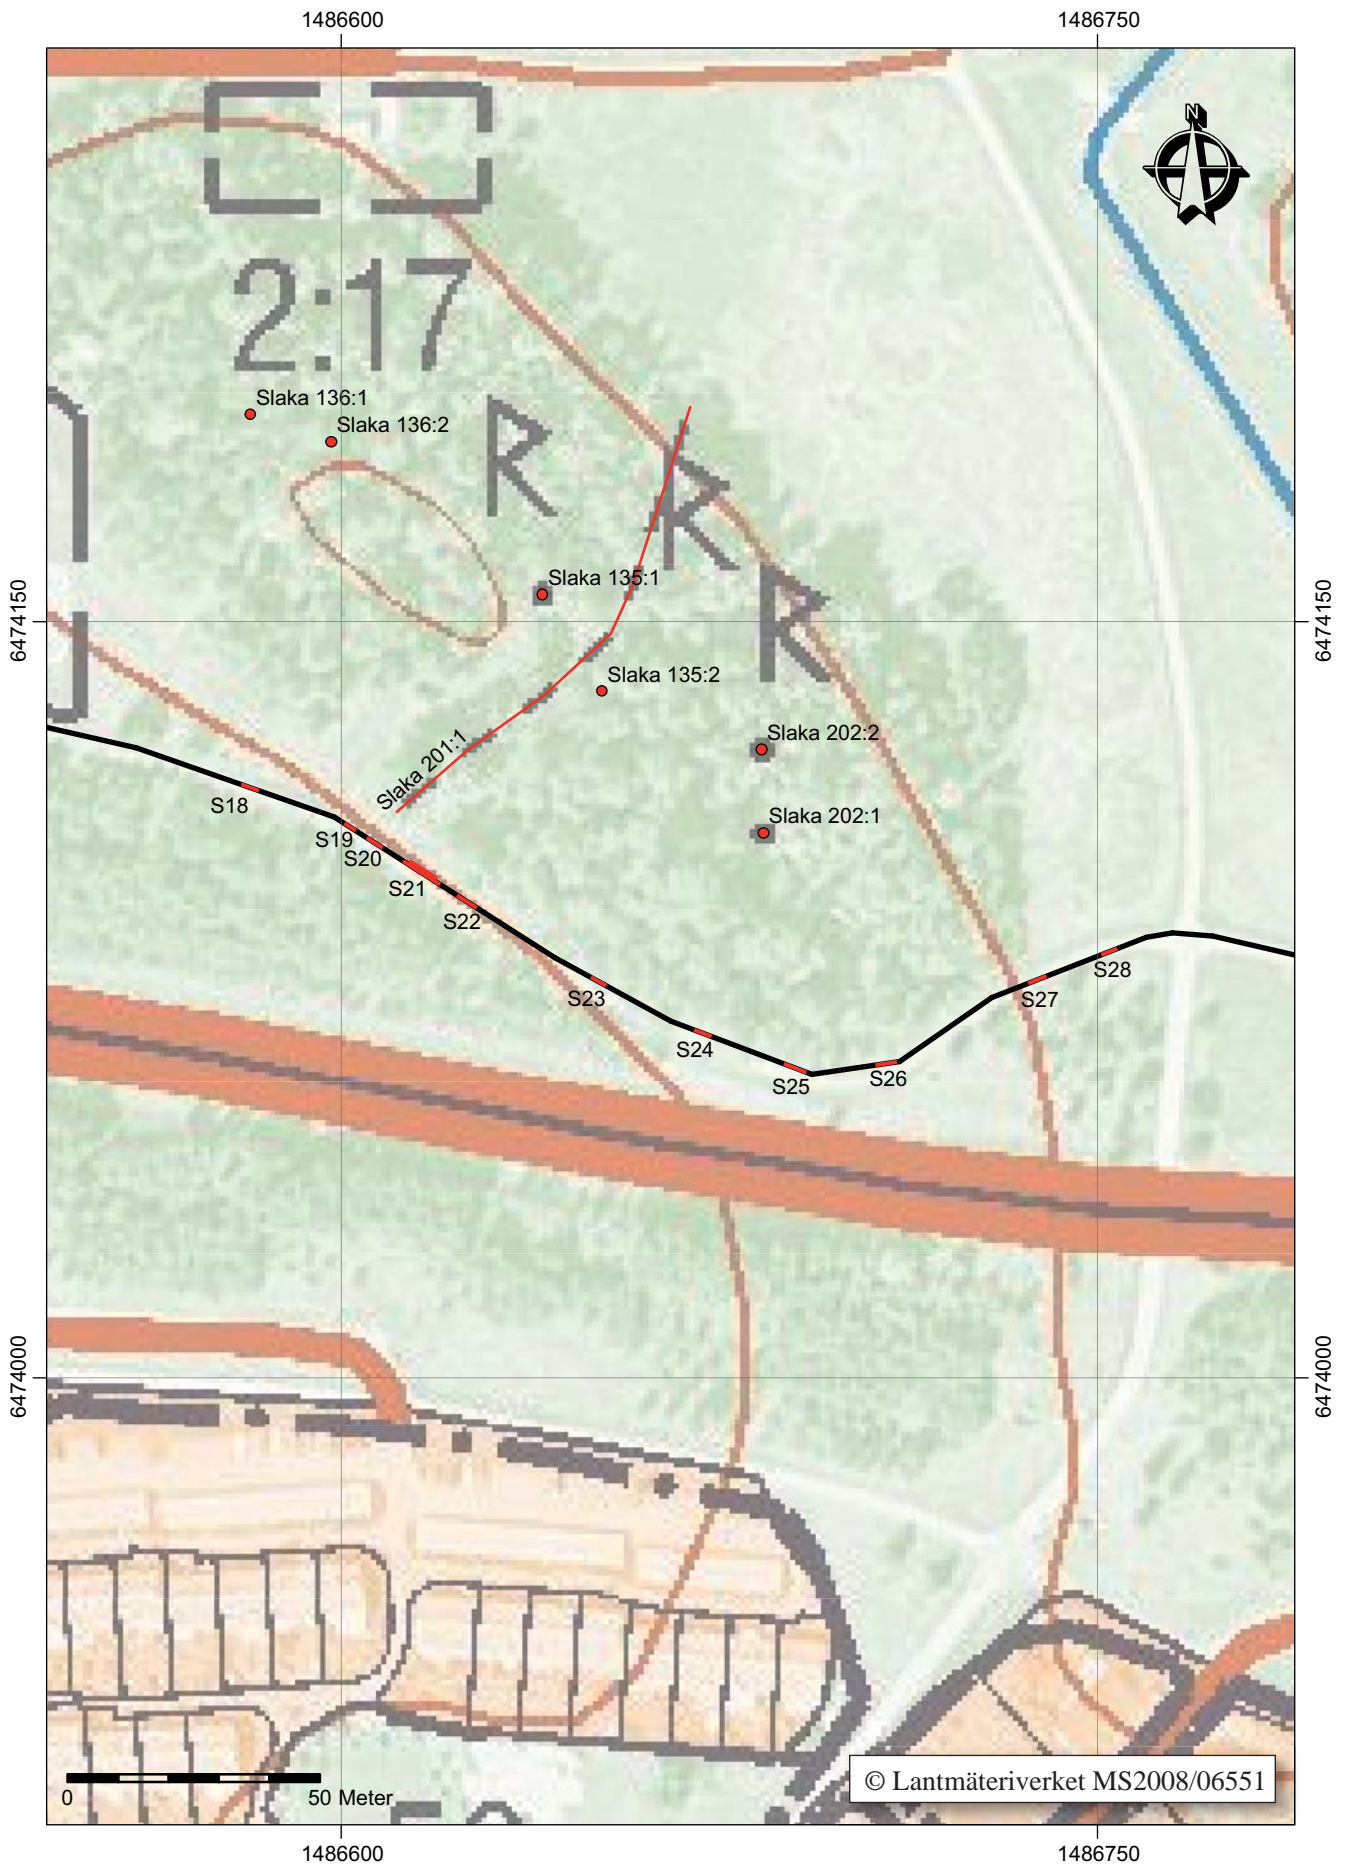 1486600
1486750
N
2:17
Slaka 136:1
Slaka 136:2
R
R
Slaka 135:1
R
6474150
6474150
Slaka 135:2
Slaka 202:2
Slaka 201:1
S18
Slaka 202:1
S19
S20
S21
S22
S28
S23
S27
S24
S25
S26
6474000
6474000
© Lantmäteriverket MS2008/06551
0
50 Meter
1486600
1486750